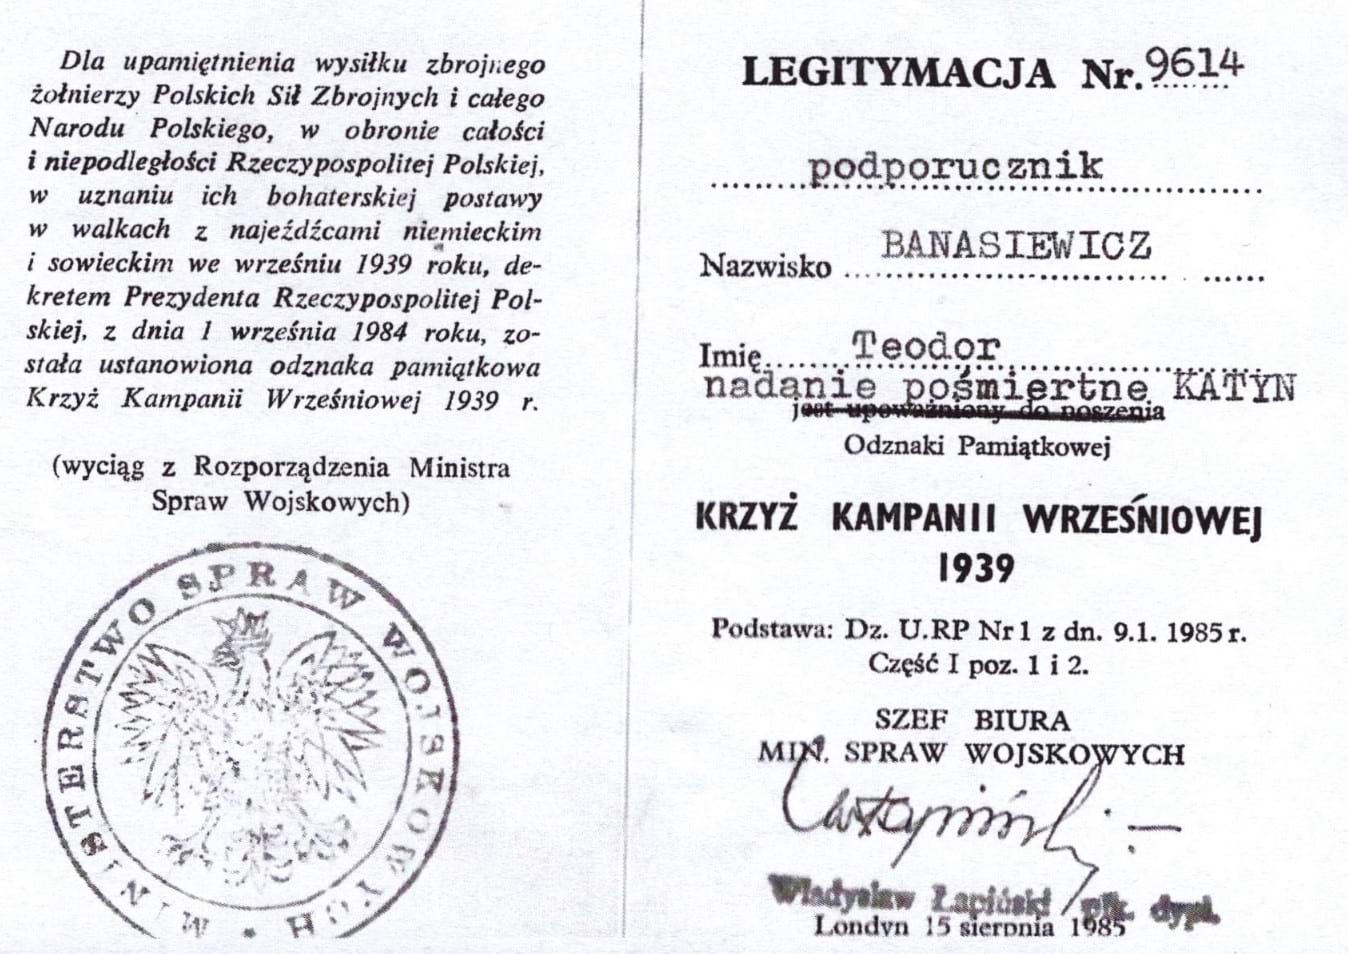 Dla upamiętnienia wysiłku zbrojnego
żołnierzy Polskich Sił Zbrojnych i całego
Narodu Polskiego, w obronie całości
i niepodległości Rzeczypospolitej Polskiej,
w uznaniu ich bohaterskiej postawy
w walkach z najeźdźcami niemieckim
i sowieckim we wrześniu 1939 roku, de-
kretem Prezydenta Rzeczypospolitej Pol-
skiej, z dnia 1 września 1984 roku, zo-
stała ustanowiona odznaka pamiątkowa
Krzyż Kampanii Wrześniowej 1939 r.
(wyciąg z Rozporządzenia Ministra
Spraw Wojskowych)
MINISTERSTWO SPRAW WOJSKOWYCH
LEGITYMACJA Nr. 9614
podporucznik
Nazwisko BANASIEWICZ
Imię Teodor
nadanie pośmiertne KATYN
jest upoważniony do noszenia
Odznaki Pamiątkowej
KRZYŻ KAMPANII WRZEŚNIOWEJ
1939
Podstawa: Dz. U.RP Nr 1 z dn. 9.1. 1985 r.
Część I poz. 1 i 2.
SZEF BIURA
MIN. SPRAW WOJSKOWYCH
Władysław Łapiński płk. dypl.
Londyn 15 sierpnia 1985